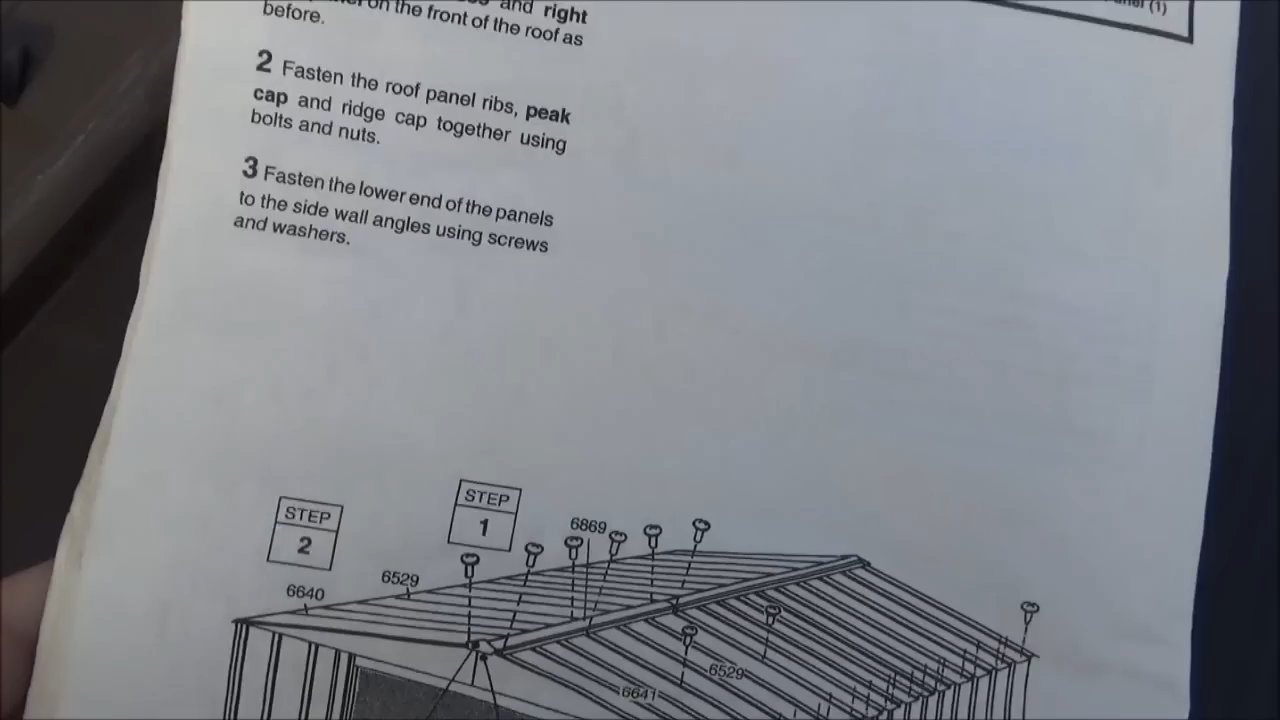 and right
on the front of the roof as
before.
2 Fasten the roof panel ribs, peak
cap and ridge cap together using
bolts and nuts.
3 Fasten the lower end of the panels
to the side wall angles using screws
and washers.
(1)
STEP
1
STEP
2
6869
6529
6640
6529
6641